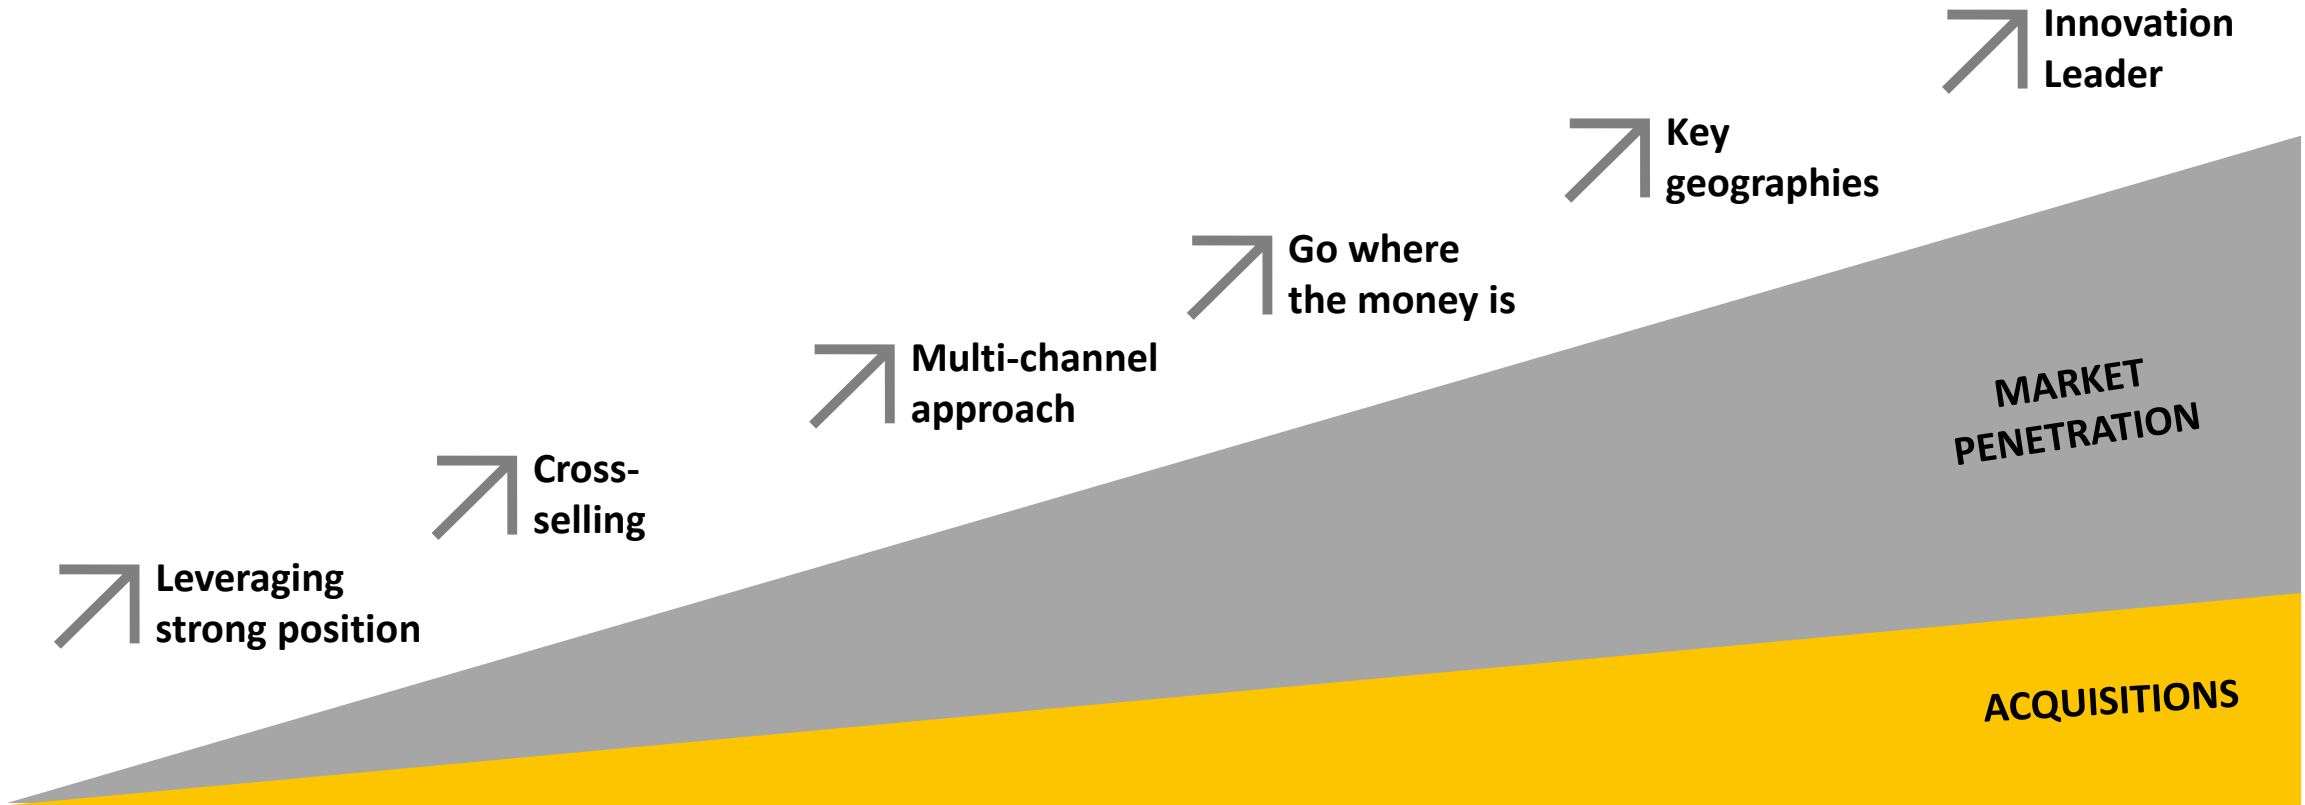 Innovation
Leader
Key
geographies
Go where
the money is
Multi-channel
approach
Cross-
selling
Leveraging
strong position
MARKET
PENETRATION
ACQUISITIONS